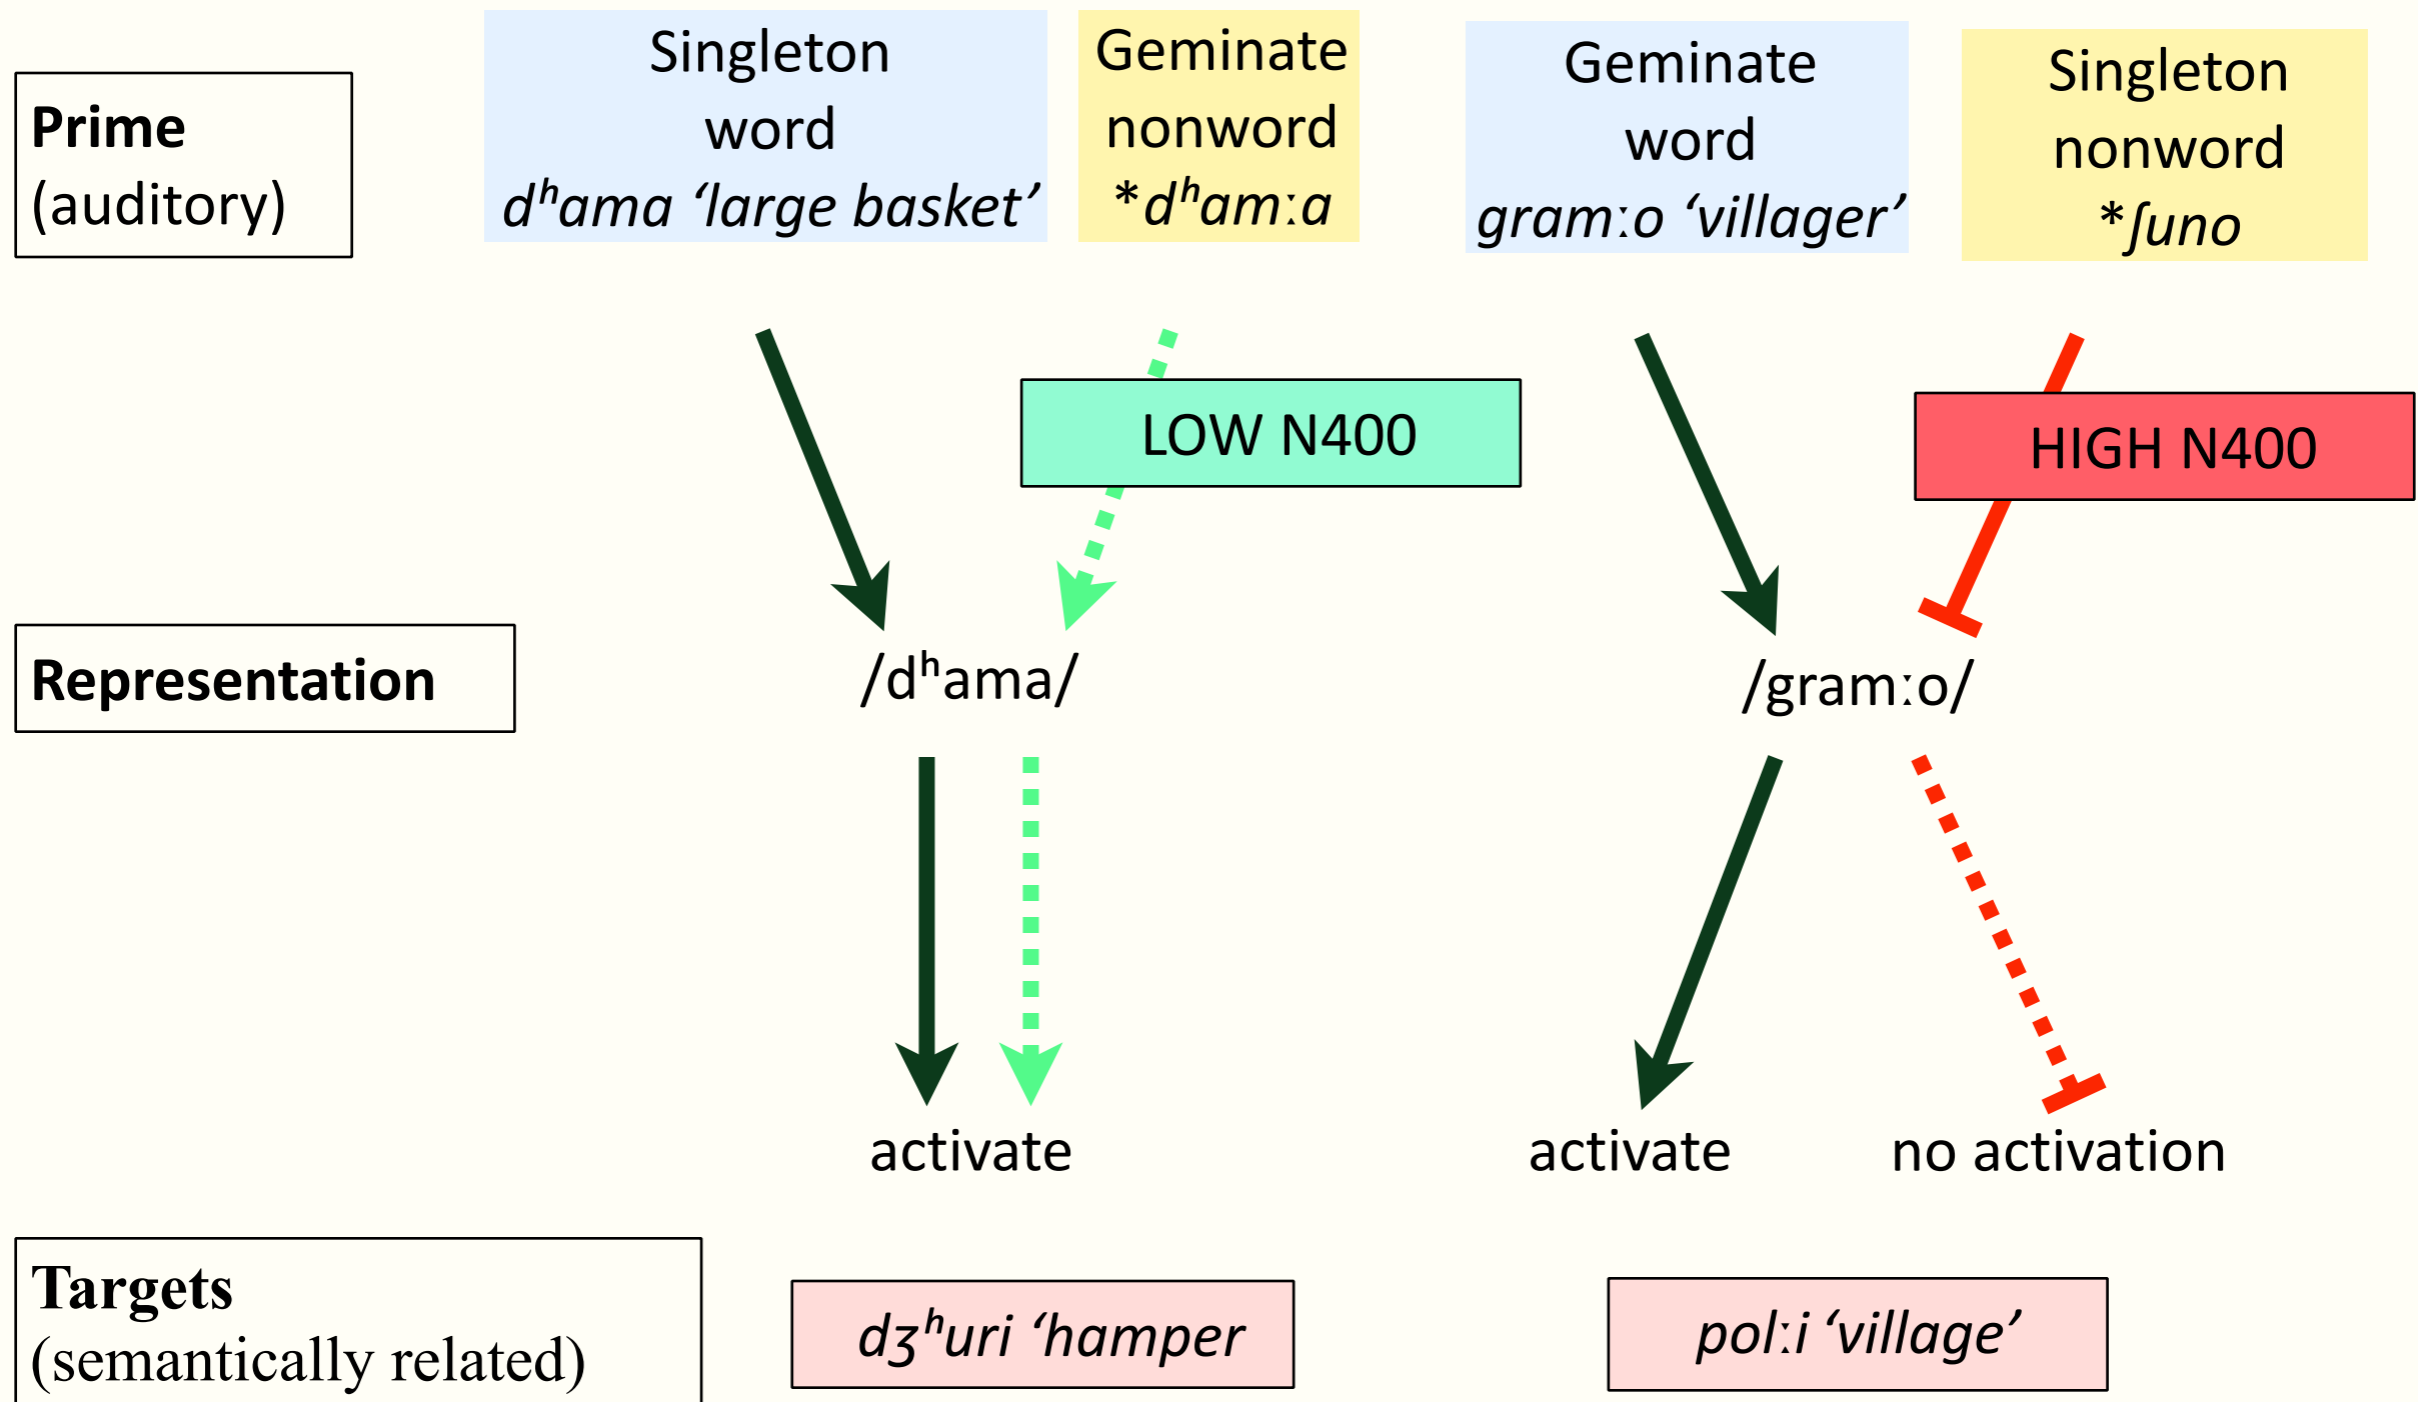 Prime
(auditory)
Singleton
word
dʰama ‘large basket’
Geminate
nonword
*dʰamːa
Geminate
word
gramːo ‘villager’
Singleton
nonword
*ʃuno
LOW N400
HIGH N400
Representation
/dʰama/
/gramːo/
activate
activate
no activation
Targets
(semantically related)
dʒʰuri ‘hamper
polːi ‘village’